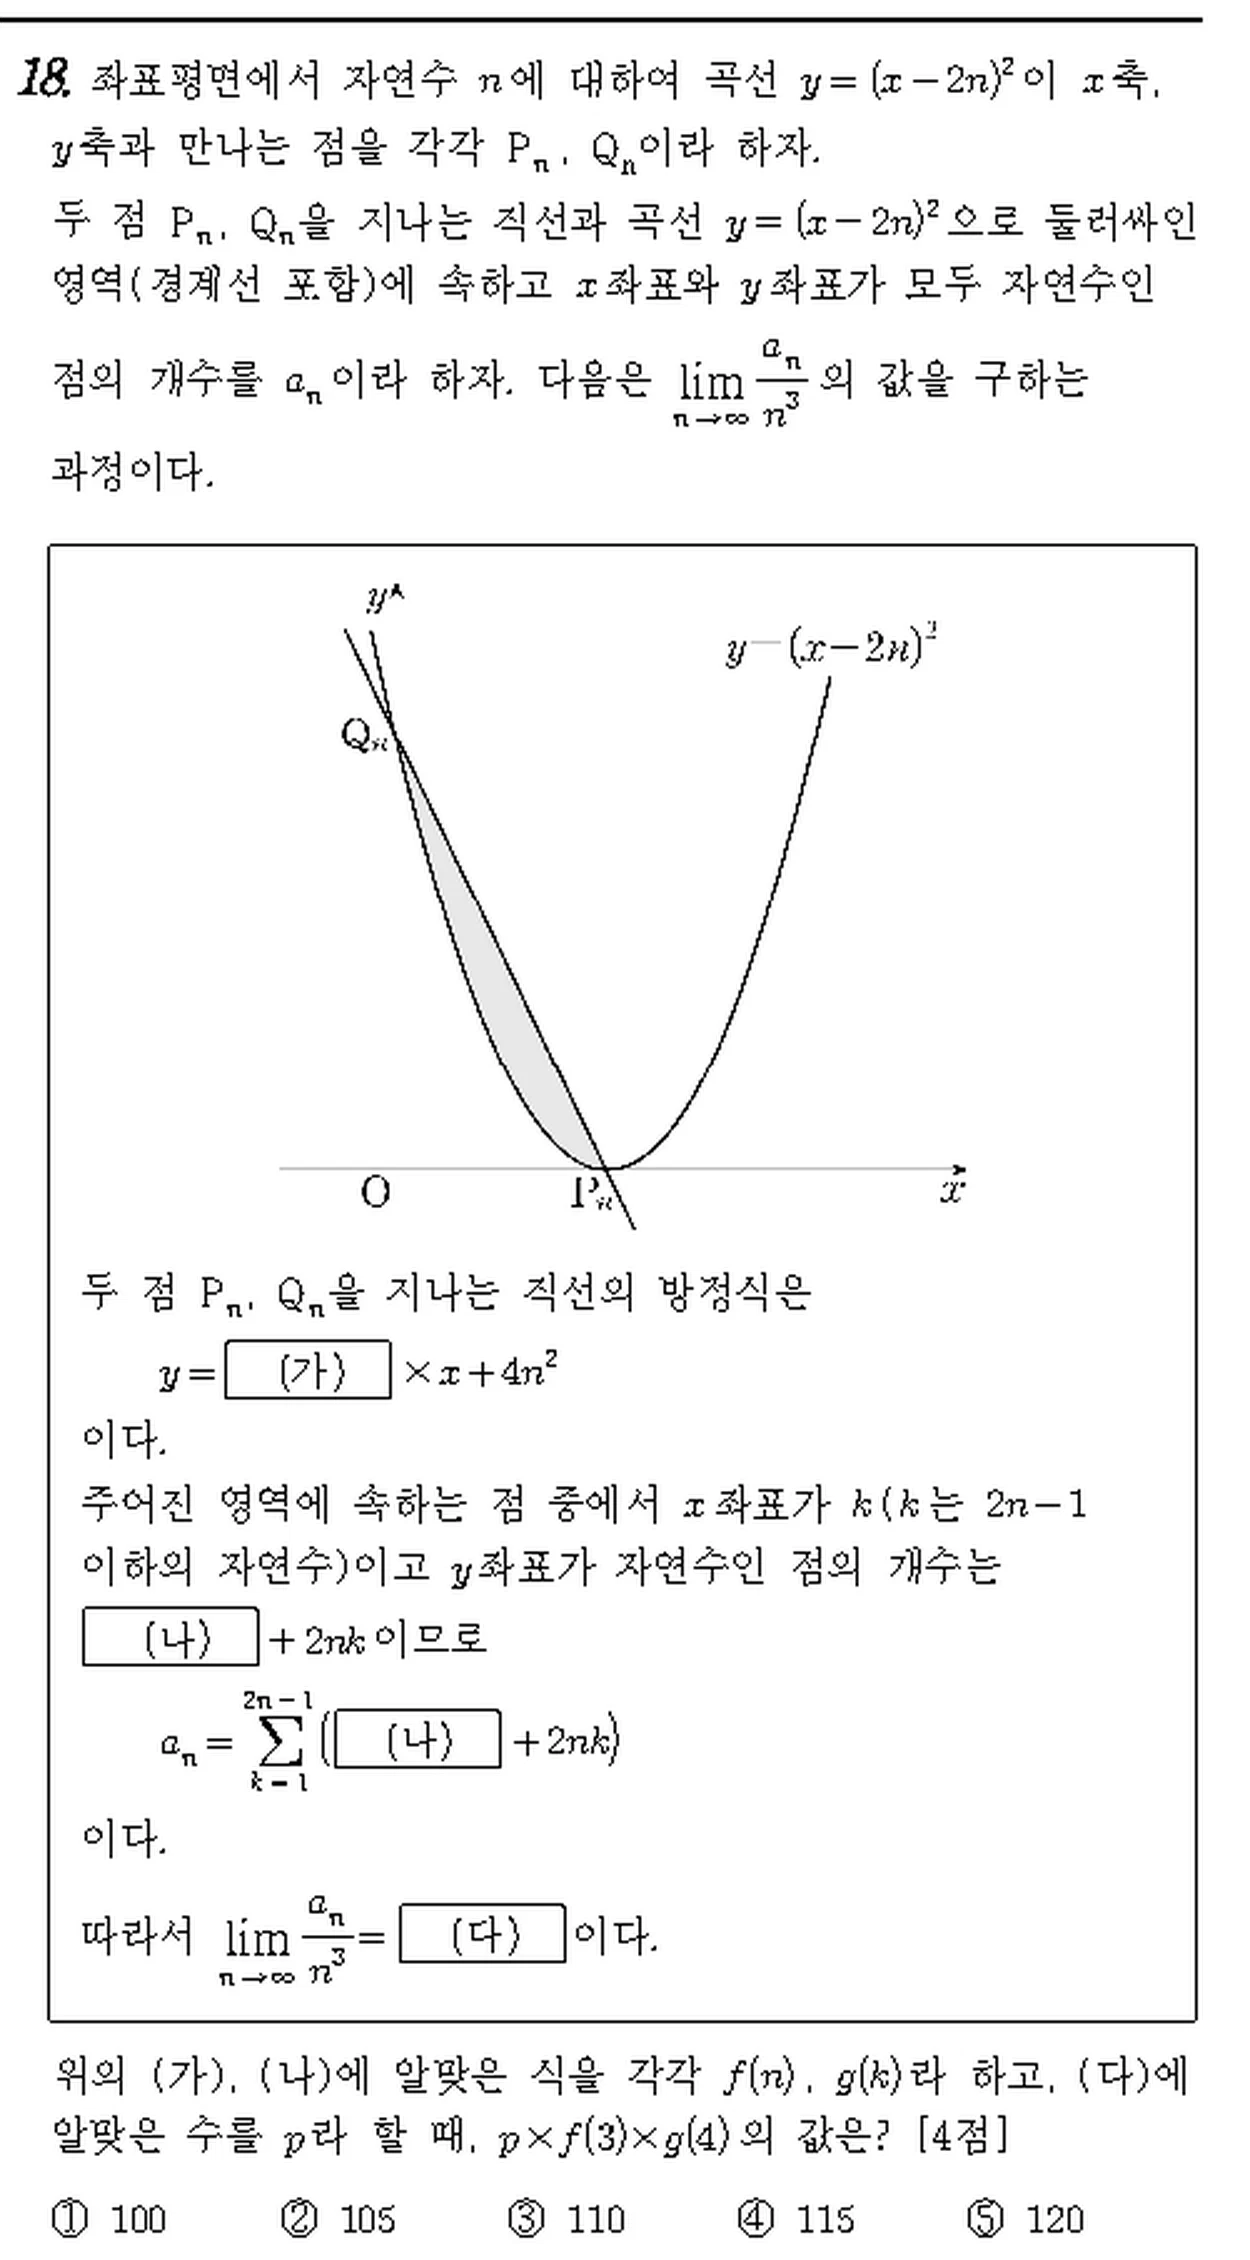 18. 좌표평면에서 자연수 n에 대하여 곡선 y=(x-2n)²이 x축,
y축과 만나는 점을 각각 Pₙ, Qₙ이라 하자.
두 점 Pₙ, Qₙ을 지나는 직선과 곡선 y=(x-2n)²으로 둘러싸인
영역(경계선 포함)에 속하고 x좌표와 y좌표가 모두 자연수인
점의 개수를 aₙ이라 하자. 다음은 lim_{n→∞} aₙ/n³의 값을 구하는
과정이다.
y
y=(x-2n)²
Qₙ
O Pₙ x
두 점 Pₙ, Qₙ을 지나는 직선의 방정식은
y= (가) ×x+4n²
이다.
주어진 영역에 속하는 점 중에서 x좌표가 k(k는 2n-1
이하의 자연수)이고 y좌표가 자연수인 점의 개수는
(나) +2nk이므로
aₙ= ∑_{k=1}^{2n-1} ( (나) +2nk)
이다.
따라서 lim_{n→∞} aₙ/n³ = (다) 이다.
위의 (가), (나)에 알맞은 식을 각각 f(n), g(k)라 하고, (다)에
알맞은 수를 p라 할 때, p×f(3)×g(4)의 값은? [4점]
① 100 ② 105 ③ 110 ④ 115 ⑤ 120